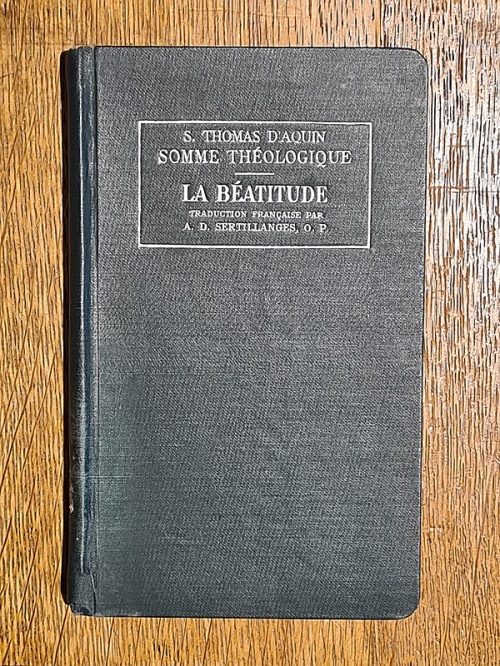 S. THOMAS D'AQUIN
SOMME THÉOLOGIQUE
LA BÉATITUDE
TRADUCTION FRANÇAISE PAR
A. D. SERTILLANGES, O. P.